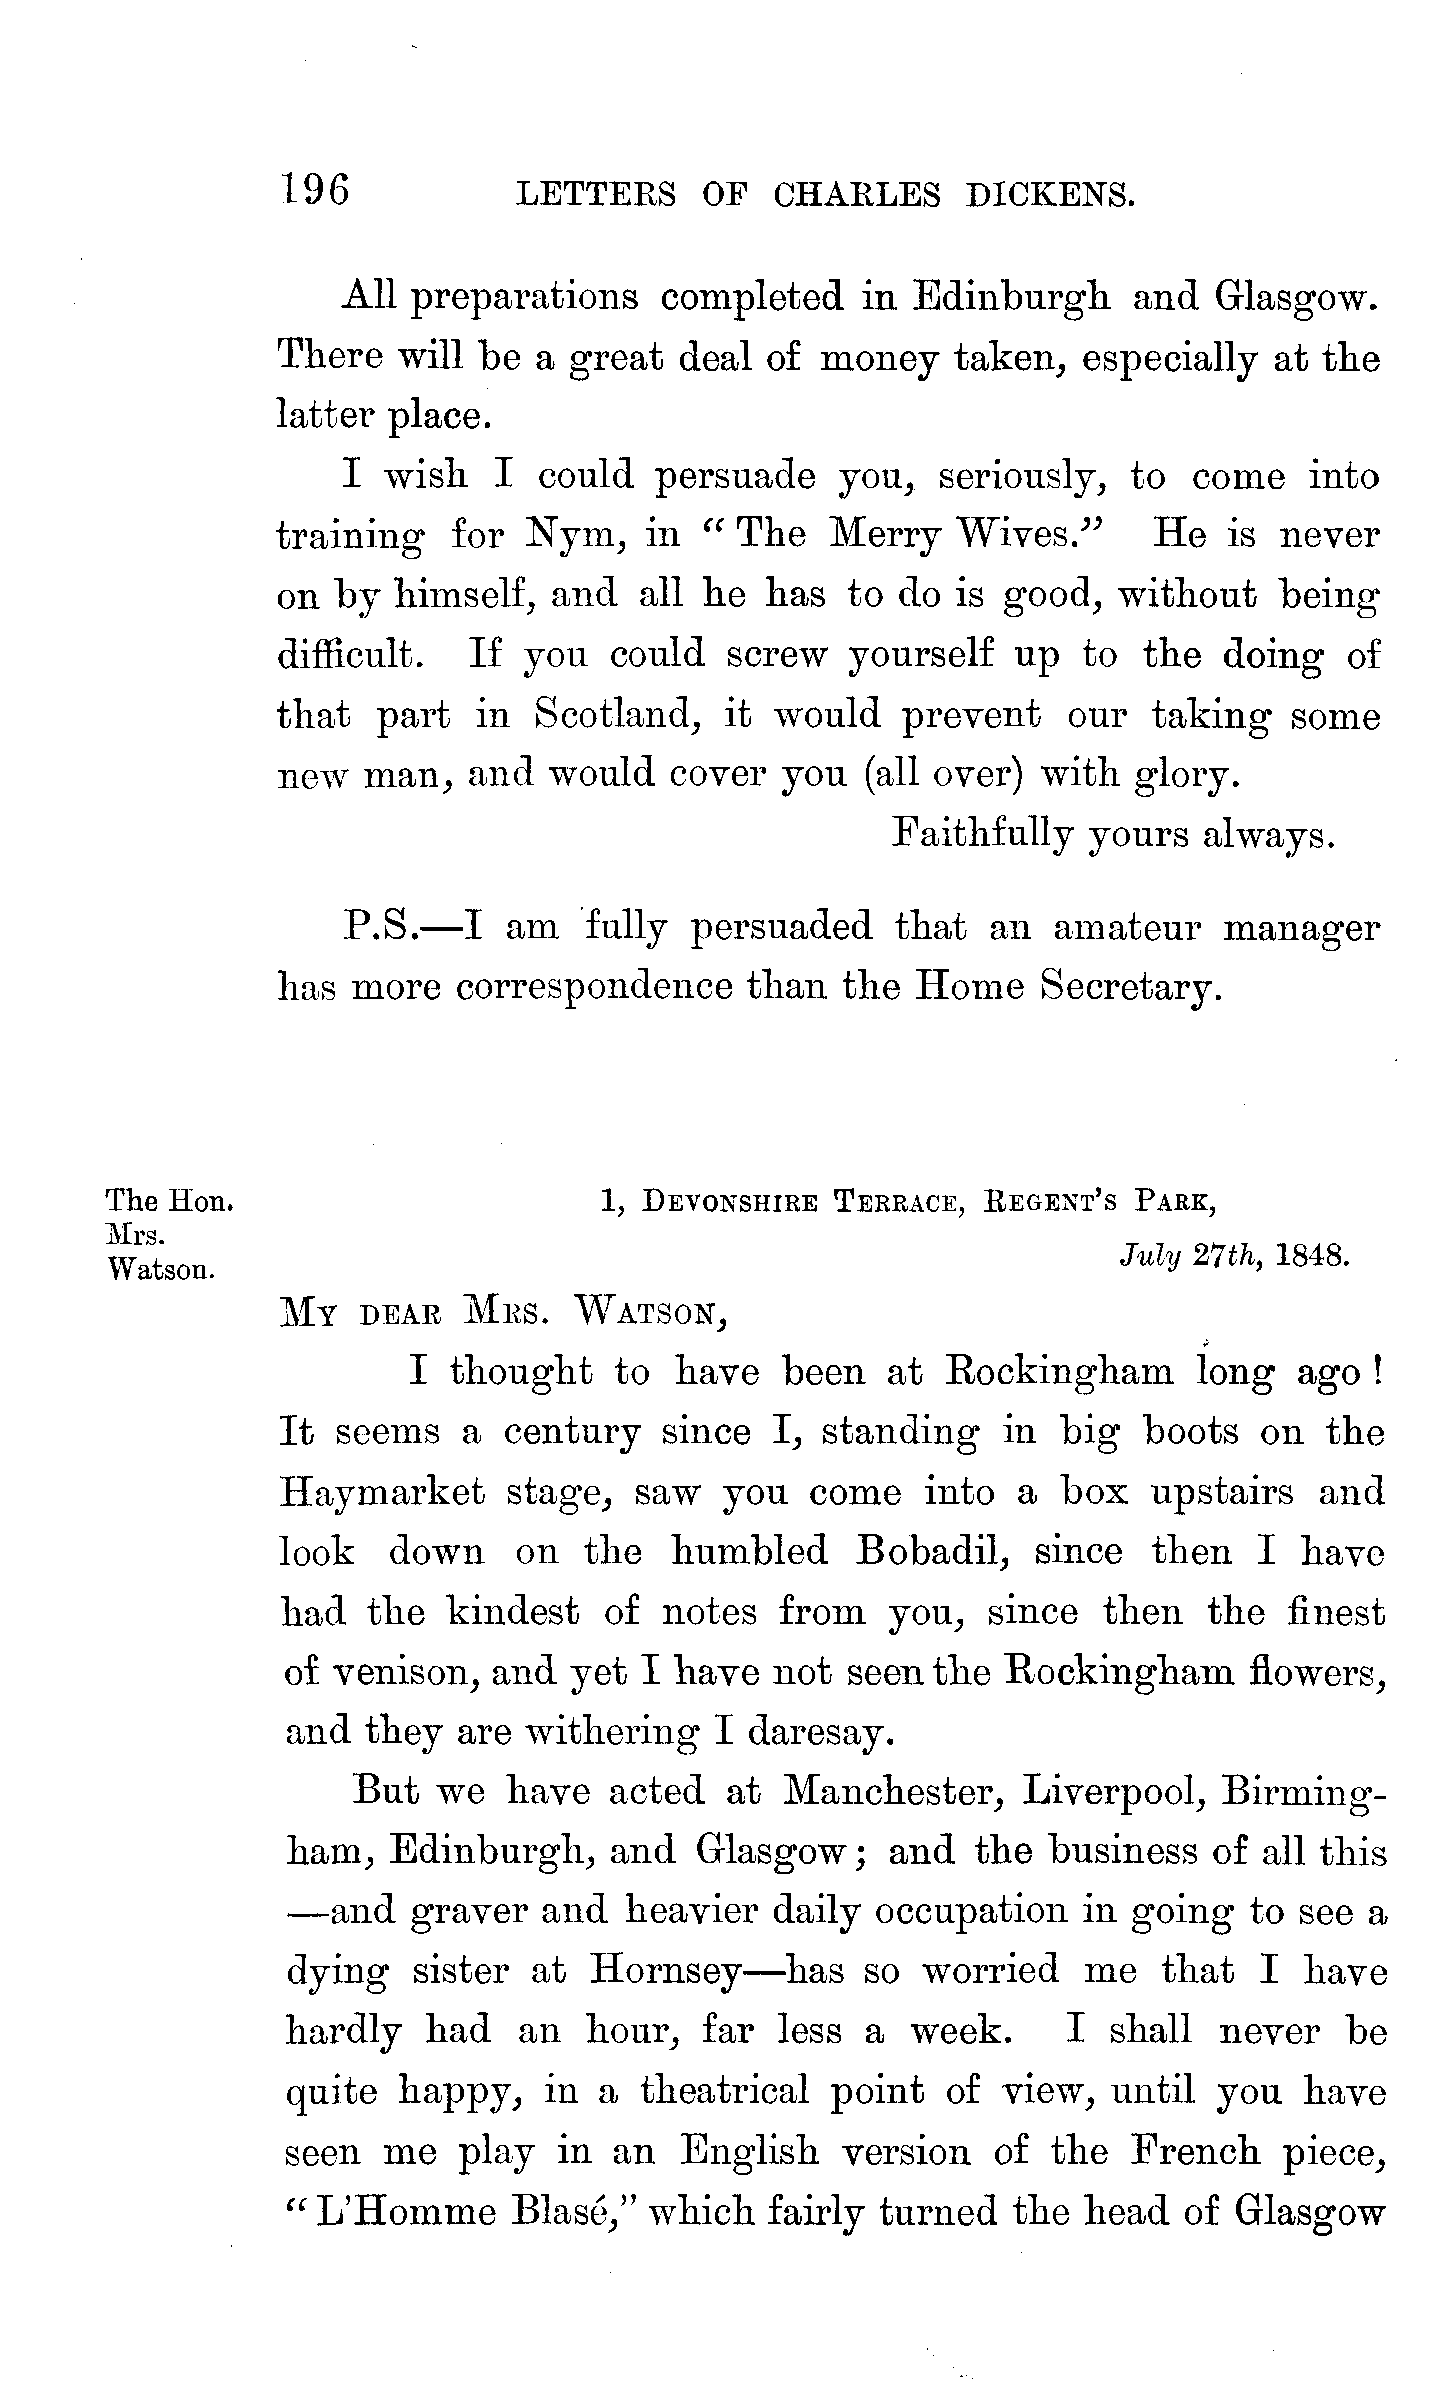 196 LETTERS OF CHARLES DICKENS.
All preparations completed in Edinburgh and Glasgow.
There will be a great deal of money taken, especially at the
latter place.
I wish I could persuade you, seriously, to come into
training for Nym, in “ The Merry Wives.” He is never
on by himself, and all he has to do is good, without being
difficult. If you could screw yourself up to the doing of
that part in Scotland, it would prevent our taking some
new man, and would cover you (all over) with glory.
Faithfully yours always.
P.S.—I am fully persuaded that an amateur manager
has more correspondence than the Home Secretary.
The Hon.
Mrs.
Watson.
1, Devonshire Terrace, Regent's Park,
July 27th, 1848.
My dear Mrs. Watson,
I thought to have been at Rockingham long ago !
It seems a century since I, standing in big boots on the
Haymarket stage, saw you come into a box upstairs and
look down on the humbled Bobadil, since then I have
had the kindest of notes from you, since then the finest
of venison, and yet I have not seen the Rockingham flowers,
and they are withering I daresay.
But we have acted at Manchester, Liverpool, Birming-
ham, Edinburgh, and Glasgow; and the business of all this
—and graver and heavier daily occupation in going to see a
dying sister at Hornsey—has so worried me that I have
hardly had an hour, far less a week. I shall never be
quite happy, in a theatrical point of view, until you have
seen me play in an English version of the French piece,
“ L'Homme Blasé,” which fairly turned the head of Glasgow